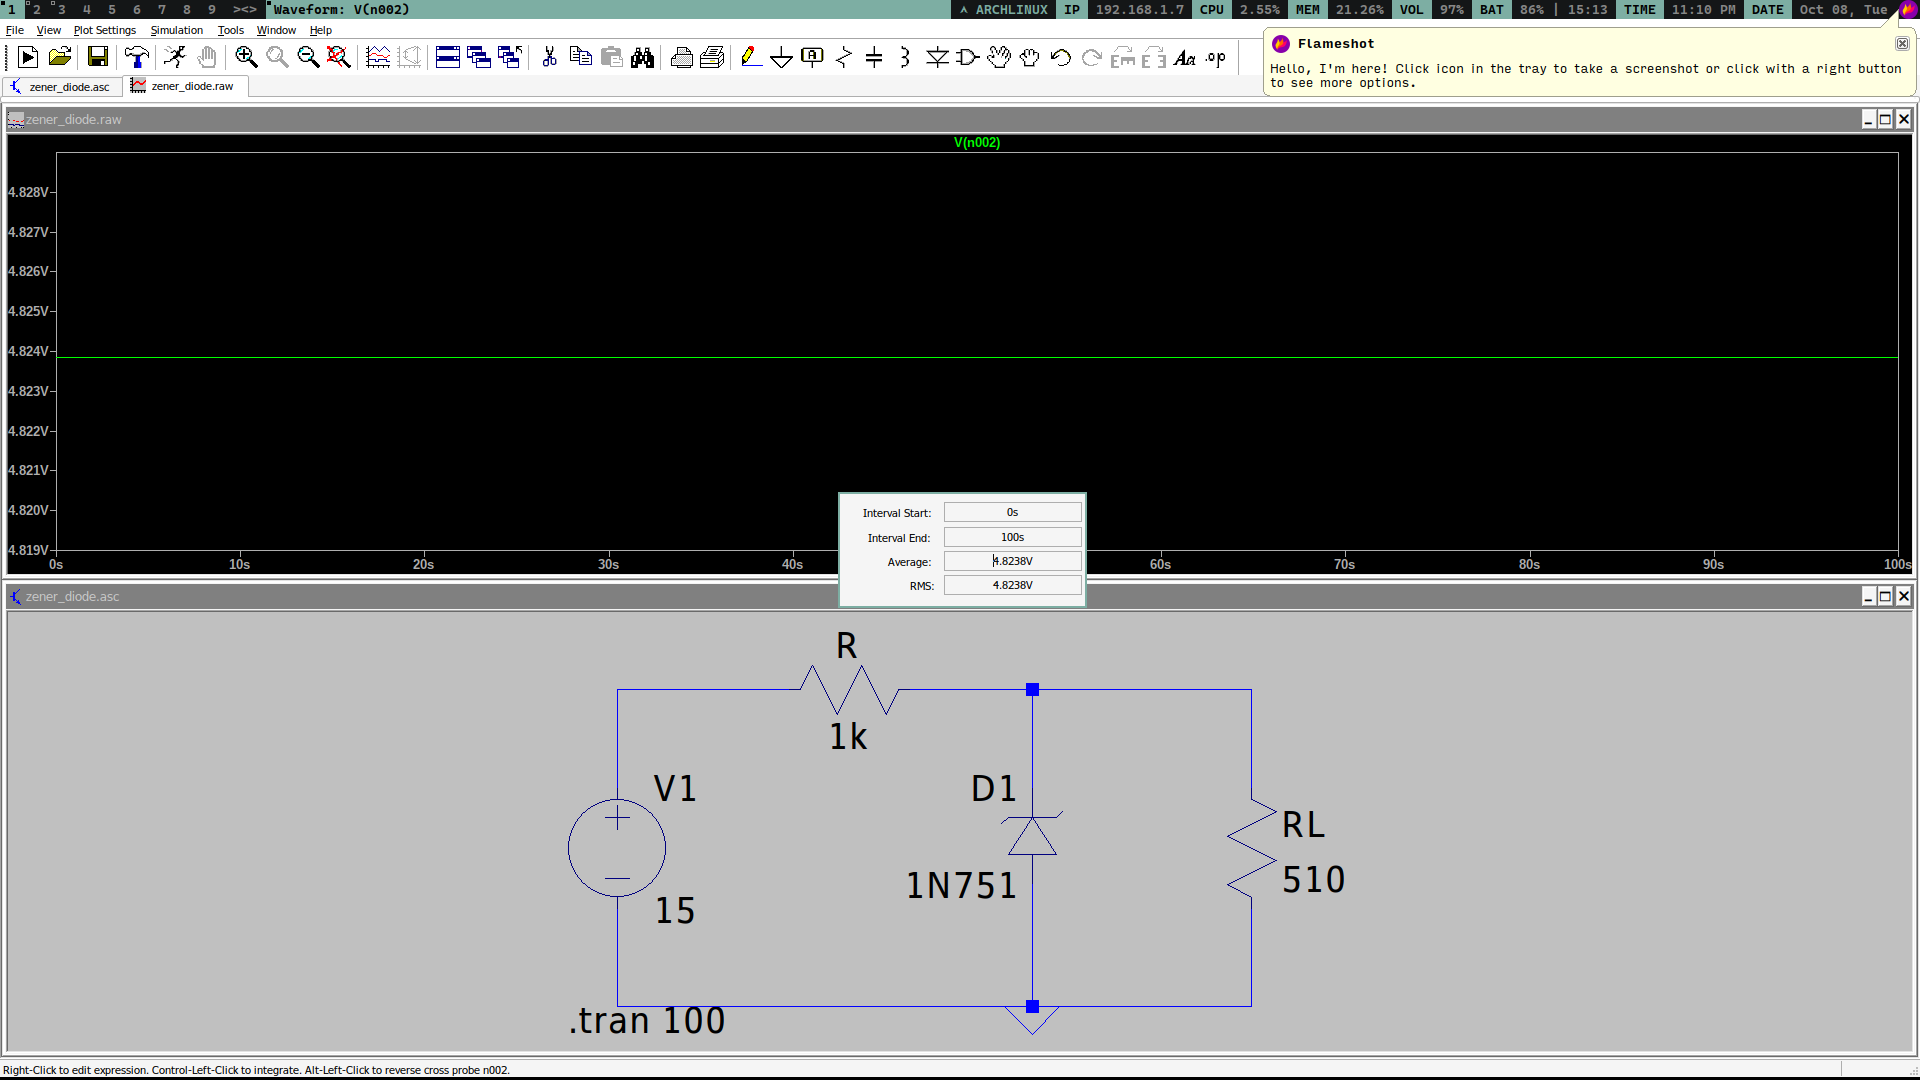 1 2 3 4 5 6 7 8 9 ><> Waveform: V(n002) ARCHLINUX IP 192.168.1.7 CPU 2.55% MEM 21.26% VOL 97% BAT 86% | 15:13 TIME 11:10 PM DATE Oct 08, Tue
File View Plot Settings Simulation Tools Window Help
Flameshot
Hello, I'm here! Click icon in the tray to take a screenshot or click with a right button
to see more options.
A Aa .op
zener_diode.asc zener_diode.raw
zener_diode.raw
V(n002)
4.828V
4.827V
4.826V
4.825V
4.824V
4.823V
4.822V
4.821V
4.820V
4.819V
0s 10s 20s 30s 40s 60s 70s 80s 90s 100s
Interval Start: 0s
Interval End: 100s
Average: 4.8238V
RMS: 4.8238V
zener_diode.asc
R
1k
V1
15
D1
1N751
RL
510
.tran 100
Right-Click to edit expression. Control-Left-Click to integrate. Alt-Left-Click to reverse cross probe n002.